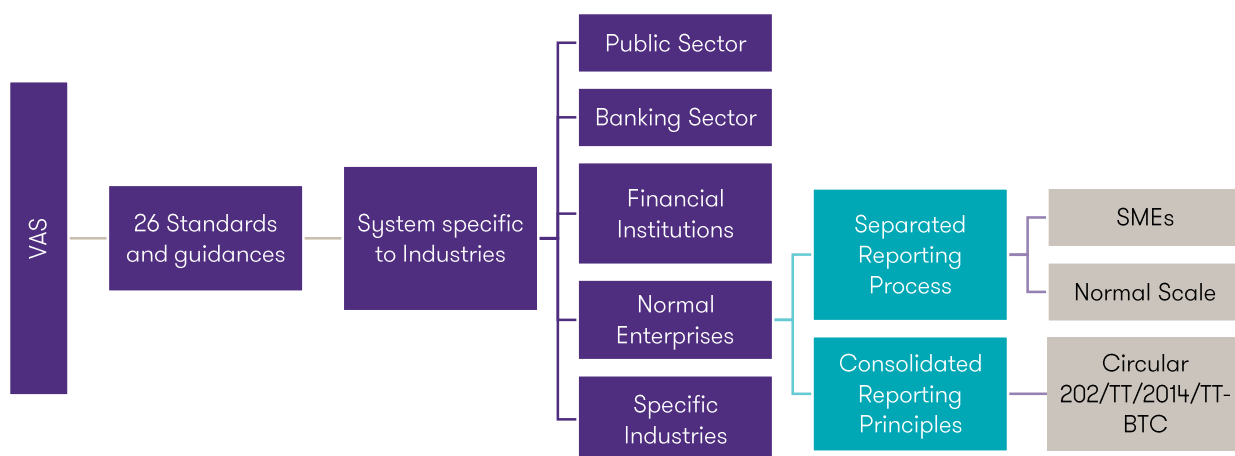 VAS
26 Standards
and guidances
System specific
to Industries
Public Sector
Banking Sector
Financial
Institutions
Normal
Enterprises
Specific
Industries
Separated
Reporting
Process
Consolidated
Reporting
Principles
SMEs
Normal Scale
Circular
202/TT/2014/TT-
BTC